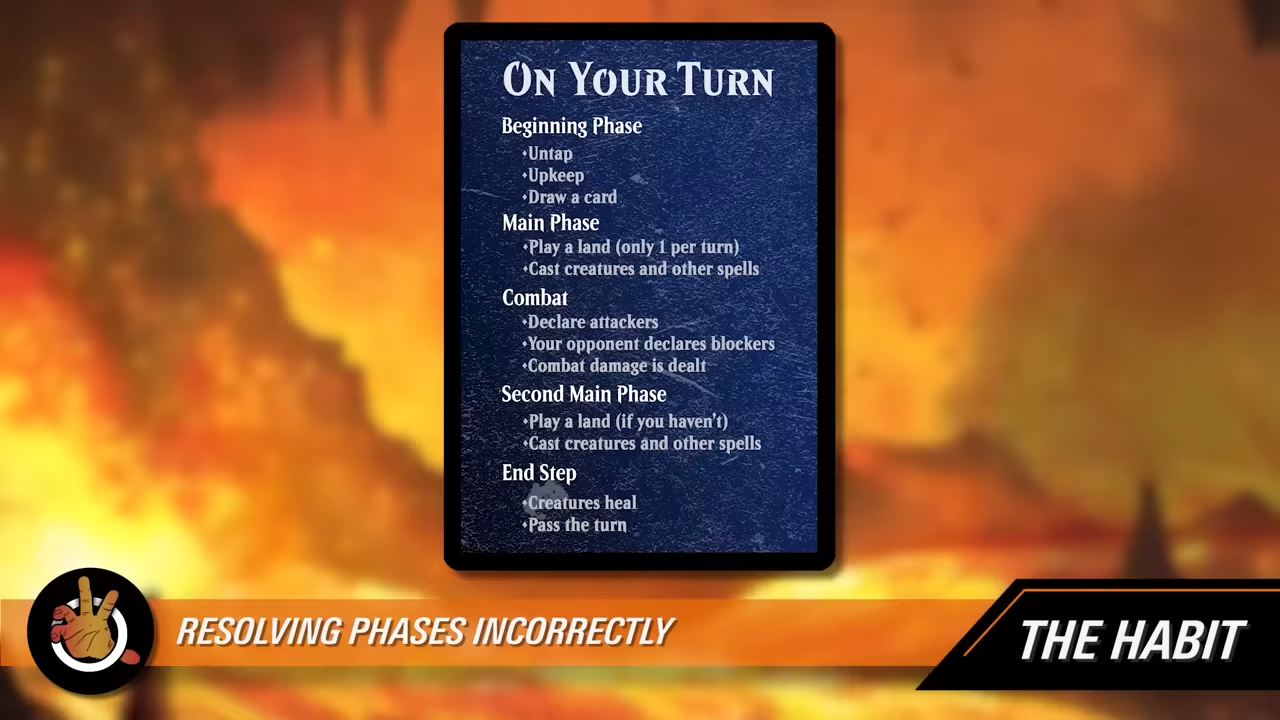 On Your Turn
Beginning Phase
•Untap
•Upkeep
•Draw a card
Main Phase
•Play a land (only 1 per turn)
•Cast creatures and other spells
Combat
•Declare attackers
•Your opponent declares blockers
•Combat damage is dealt
Second Main Phase
•Play a land (if you haven't)
•Cast creatures and other spells
End Step
•Creatures heal
•Pass the turn
RESOLVING PHASES INCORRECTLY
THE HABIT